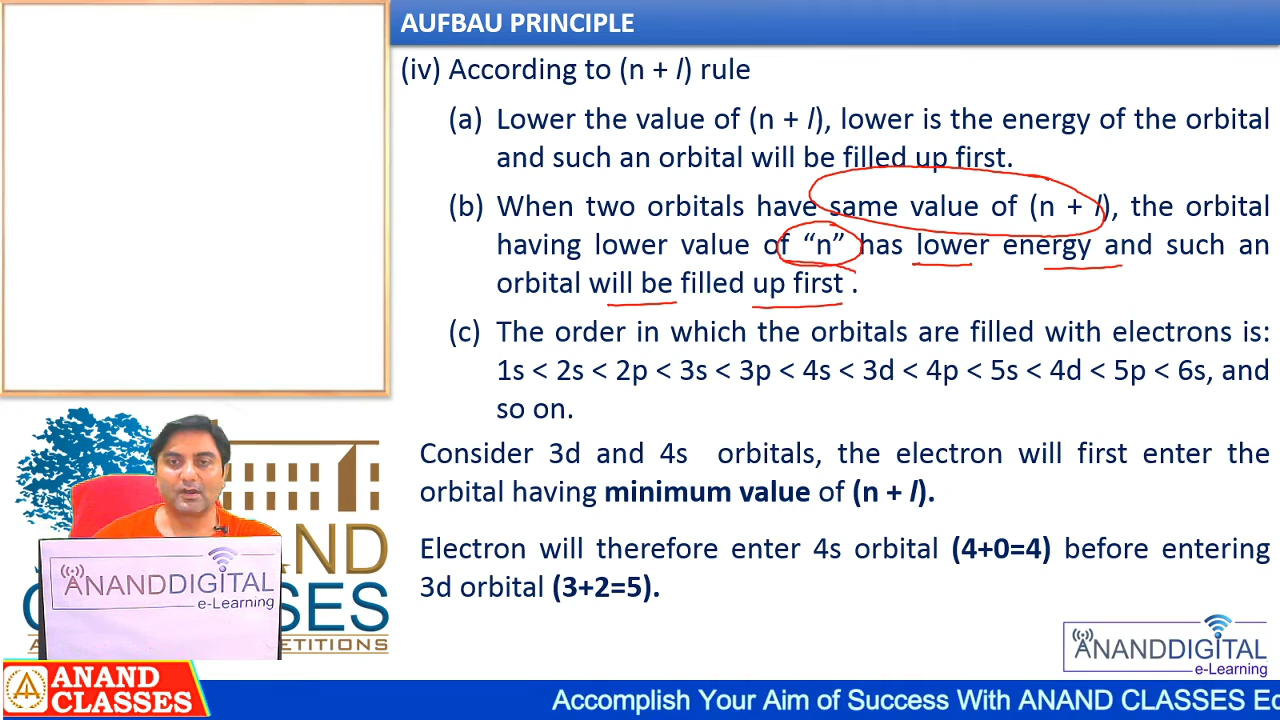 AUFBAU PRINCIPLE
(iv) According to (n + l) rule
(a) Lower the value of (n + l), lower is the energy of the orbital
and such an orbital will be filled up first.
(b) When two orbitals have same value of (n + l), the orbital
having lower value of “n” has lower energy and such an
orbital will be filled up first .
(c) The order in which the orbitals are filled with electrons is:
1s < 2s < 2p < 3s < 3p < 4s < 3d < 4p < 5s < 4d < 5p < 6s, and
so on.
Consider 3d and 4s orbitals, the electron will first enter the
orbital having minimum value of (n + l).
Electron will therefore enter 4s orbital (4+0=4) before entering
3d orbital (3+2=5).
ANANDDIGITAL
e-Learning
ANANDDIGITAL
e-Learning
ANAND
CLASSES
Accomplish Your Aim of Success With ANAND CLASSES